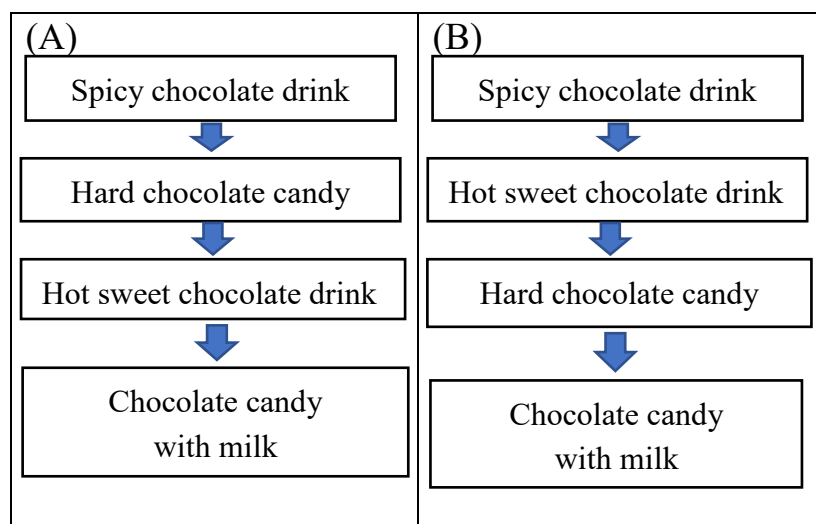 (A)
Spicy chocolate drink
Hard chocolate candy
Hot sweet chocolate drink
Chocolate candy
with milk
(B)
Spicy chocolate drink
Hot sweet chocolate drink
Hard chocolate candy
Chocolate candy
with milk